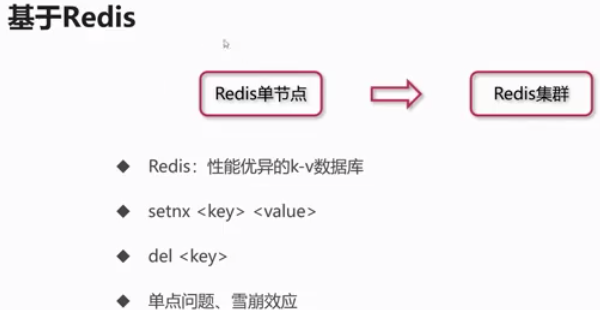 基于Redis
Redis单节点
Redis集群
Redis：性能优异的k-v数据库
setnx <key> <value>
del <key>
单点问题、雪崩效应